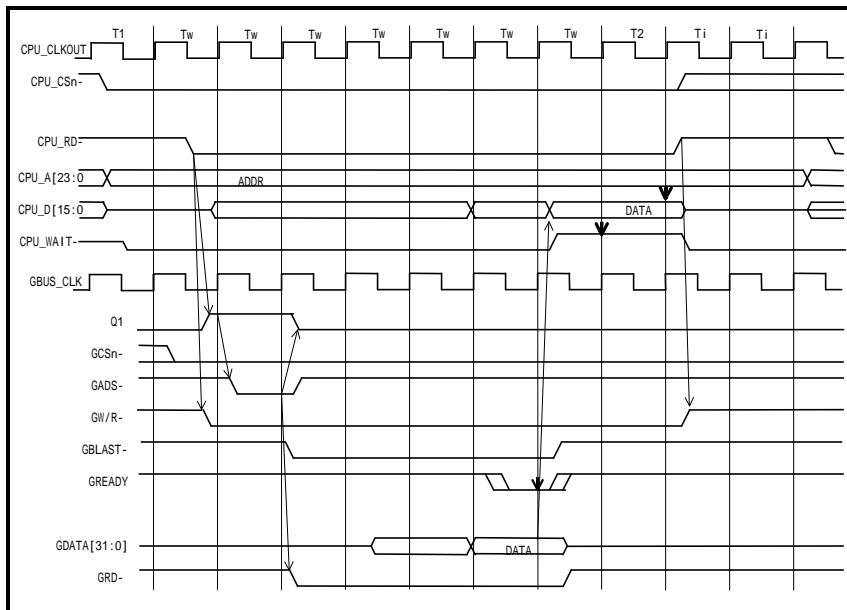 T1 Tw Tw Tw Tw Tw Tw Tw T2 Ti Ti
CPU_CLKOUT
CPU_CSn-
CPU_RD-
CPU_A[23:0
ADDR
CPU_D[15:0
DATA
CPU_WAIT-
GBUS_CLK
Q1
GCSn-
GADS-
GW/R-
GBLAST-
GREADY
GDATA[31:0]
DATA
GRD-